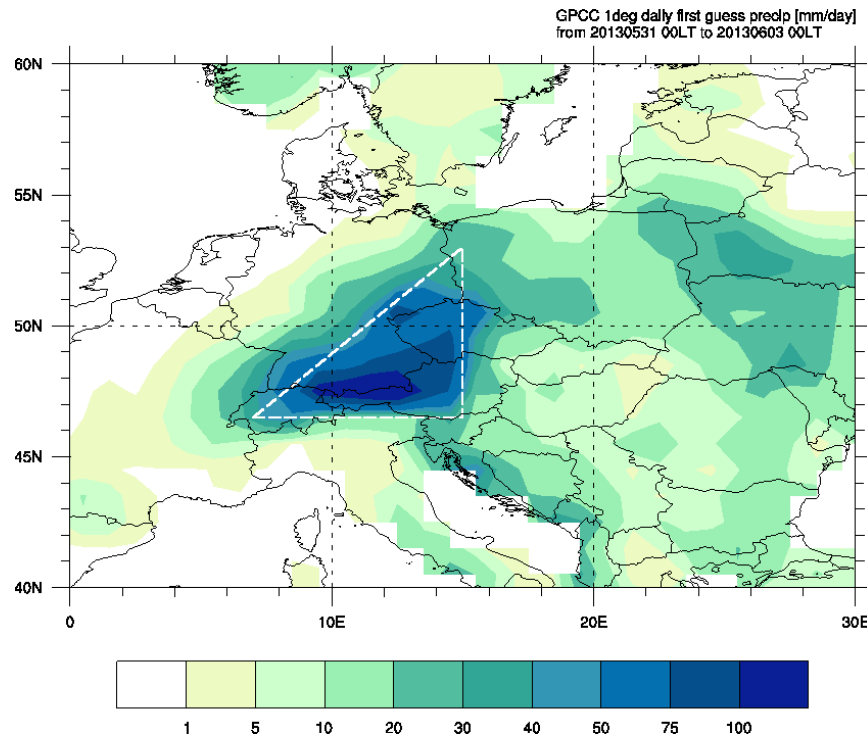 GPCC 1deg daily first guess precip [mm/day]
from 20130531 00LT to 20130603 00LT
60N
55N
50N
45N
40N
0 10E 20E 30E
1 5 10 20 30 40 50 75 100